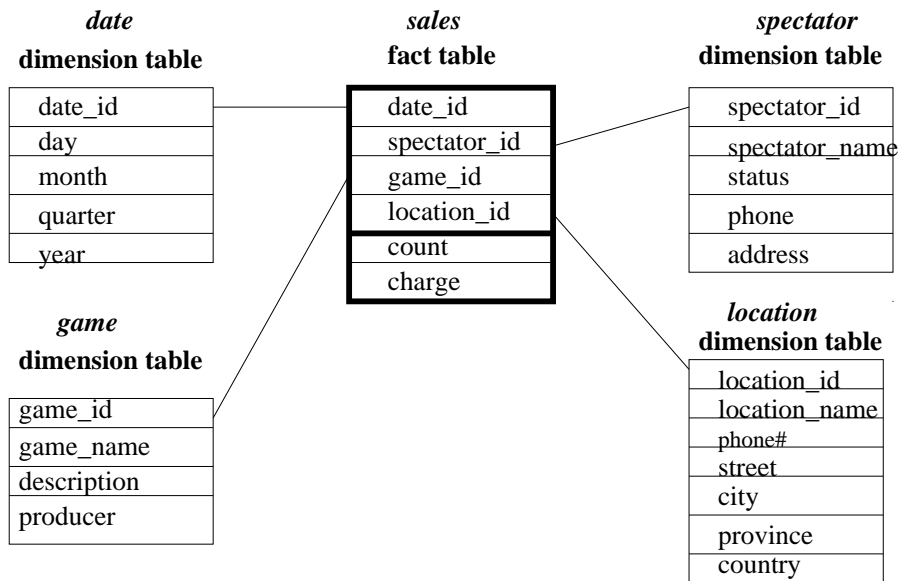 date
dimension table
date_id
day
month
quarter
year
sales
fact table
date_id
spectator_id
game_id
location_id
count
charge
spectator
dimension table
spectator_id
spectator_name
status
phone
address
game
dimension table
game_id
game_name
description
producer
location
dimension table
location_id
location_name
phone#
street
city
province
country